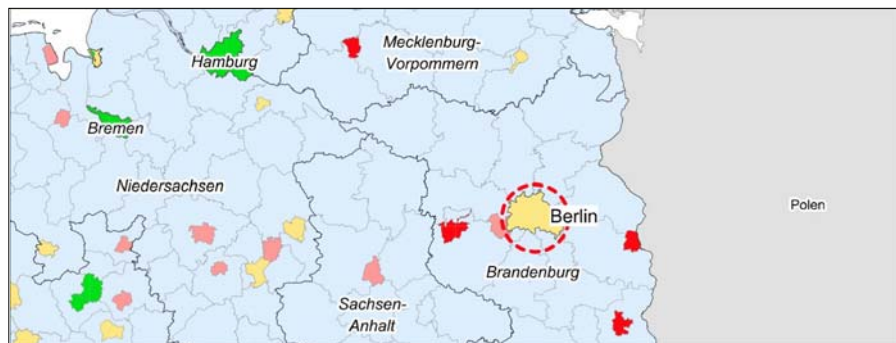 Mecklenburg-
Vorpommern
Hamburg
Bremen
Niedersachsen
Polen
Berlin
Brandenburg
Sachsen-
Anhalt